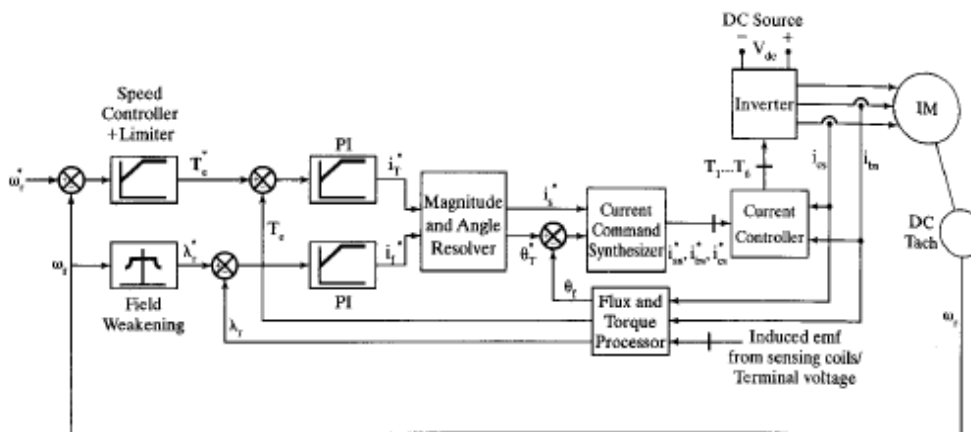 DC Source
− +
V_dc
Speed
Controller
+Limiter
Inverter
IM
ω_r*
T_e*
PI
i_T*
T_1...T_6
i_cs
i_bs
Magnitude
and Angle
Resolver
i_s*
Current
Command
Synthesizer
Current
Controller
DC
Tach
T_e
θ_T*
i_as*, i_bs*, i_cs*
ω_r
λ_r*
i_f*
Field
Weakening
PI
θ_f
Flux and
Torque
Processor
λ_r
Induced emf
from sensing coils/
Terminal voltage
ω_r